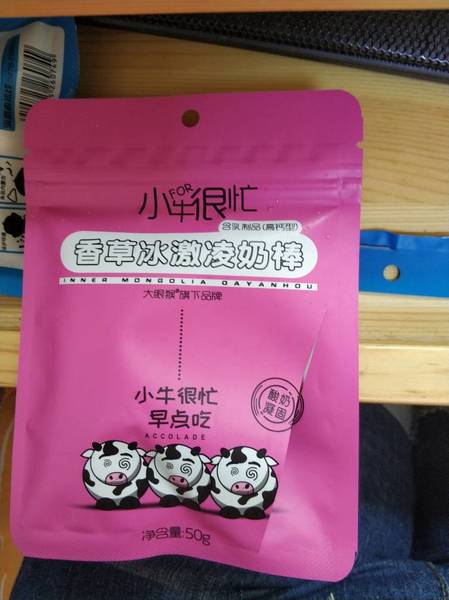 FOR
小牛很忙
含乳制品(高钙型)
香草冰激凌奶棒
INNER MONGOLIA DAYANHOU
大眼猴®旗下品牌
小牛很忙
早点吃
ACCOLADE
酸奶
凝固
净含量:50g